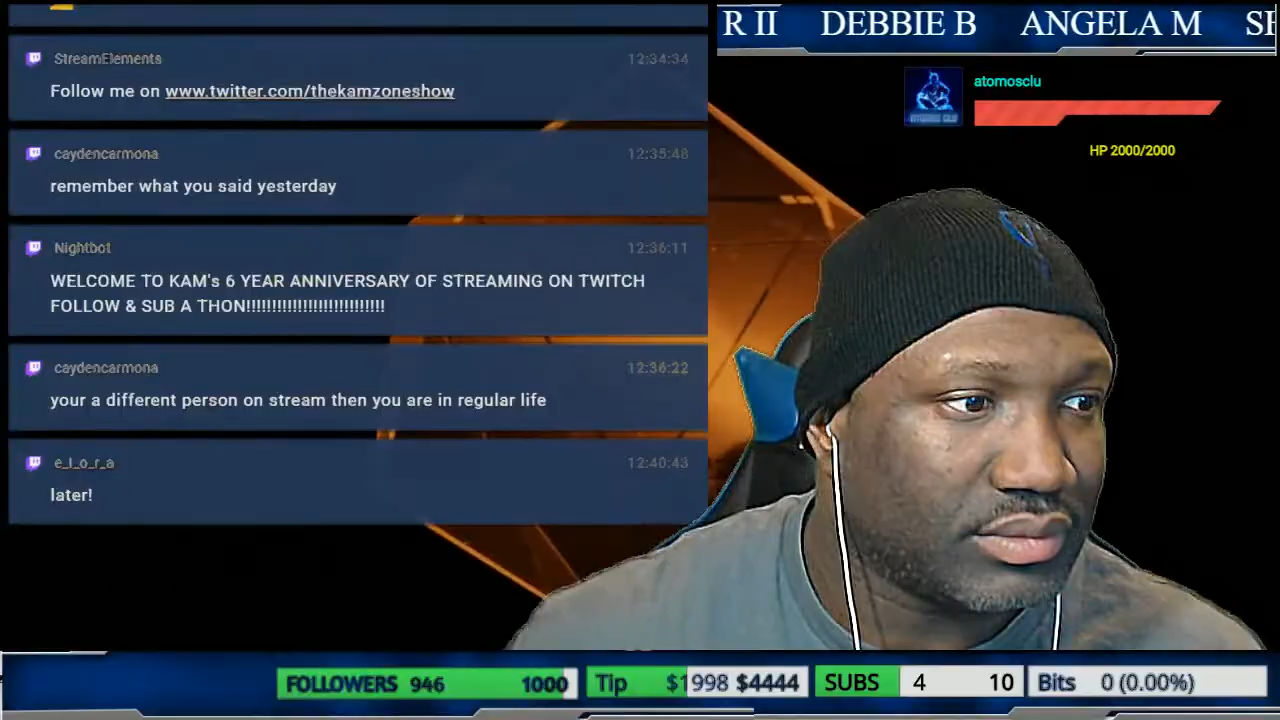 R II DEBBIE B ANGELA M
StreamElements 12:34:34
Follow me on www.twitter.com/thekamzoneshow
caydencarmona 12:35:48
remember what you said yesterday
Nightbot 12:36:11
WELCOME TO KAM's 6 YEAR ANNIVERSARY OF STREAMING ON TWITCH
FOLLOW & SUB A THON!!!!!!!!!!!!!!!!!!!!!!!!!!!
caydencarmona 12:36:22
your a different person on stream then you are in regular life
e_l_o_r_a 12:40:43
later!
atomosclu
HP 2000/2000
FOLLOWERS 946 1000 Tip $1998 $4444 SUBS 4 10 Bits 0 (0.00%)